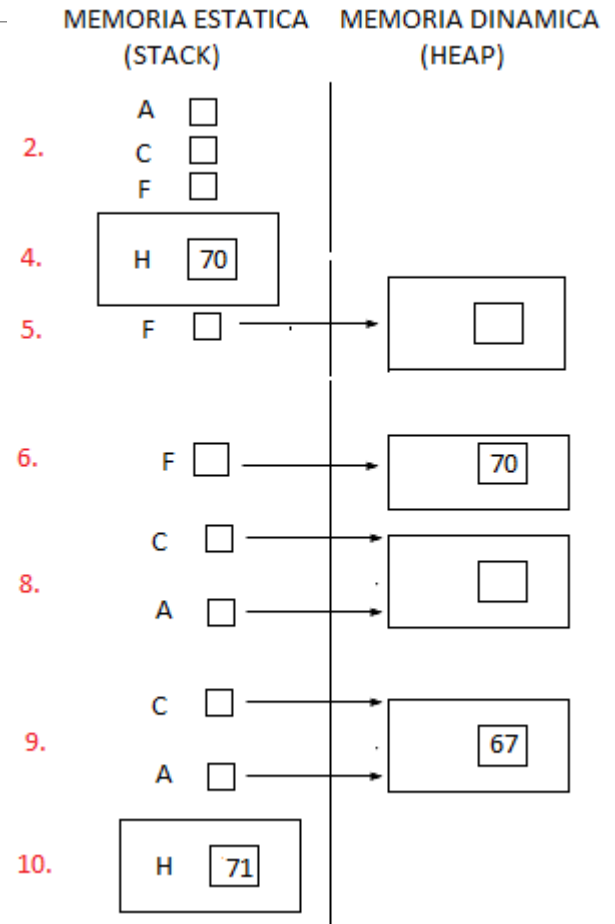 MEMORIA ESTATICA MEMORIA DINAMICA
(STACK) (HEAP)
A
2. C
F
4. H 70
5. F
6. F 70
C
8.
A
C
9. 67
A
10. H 71